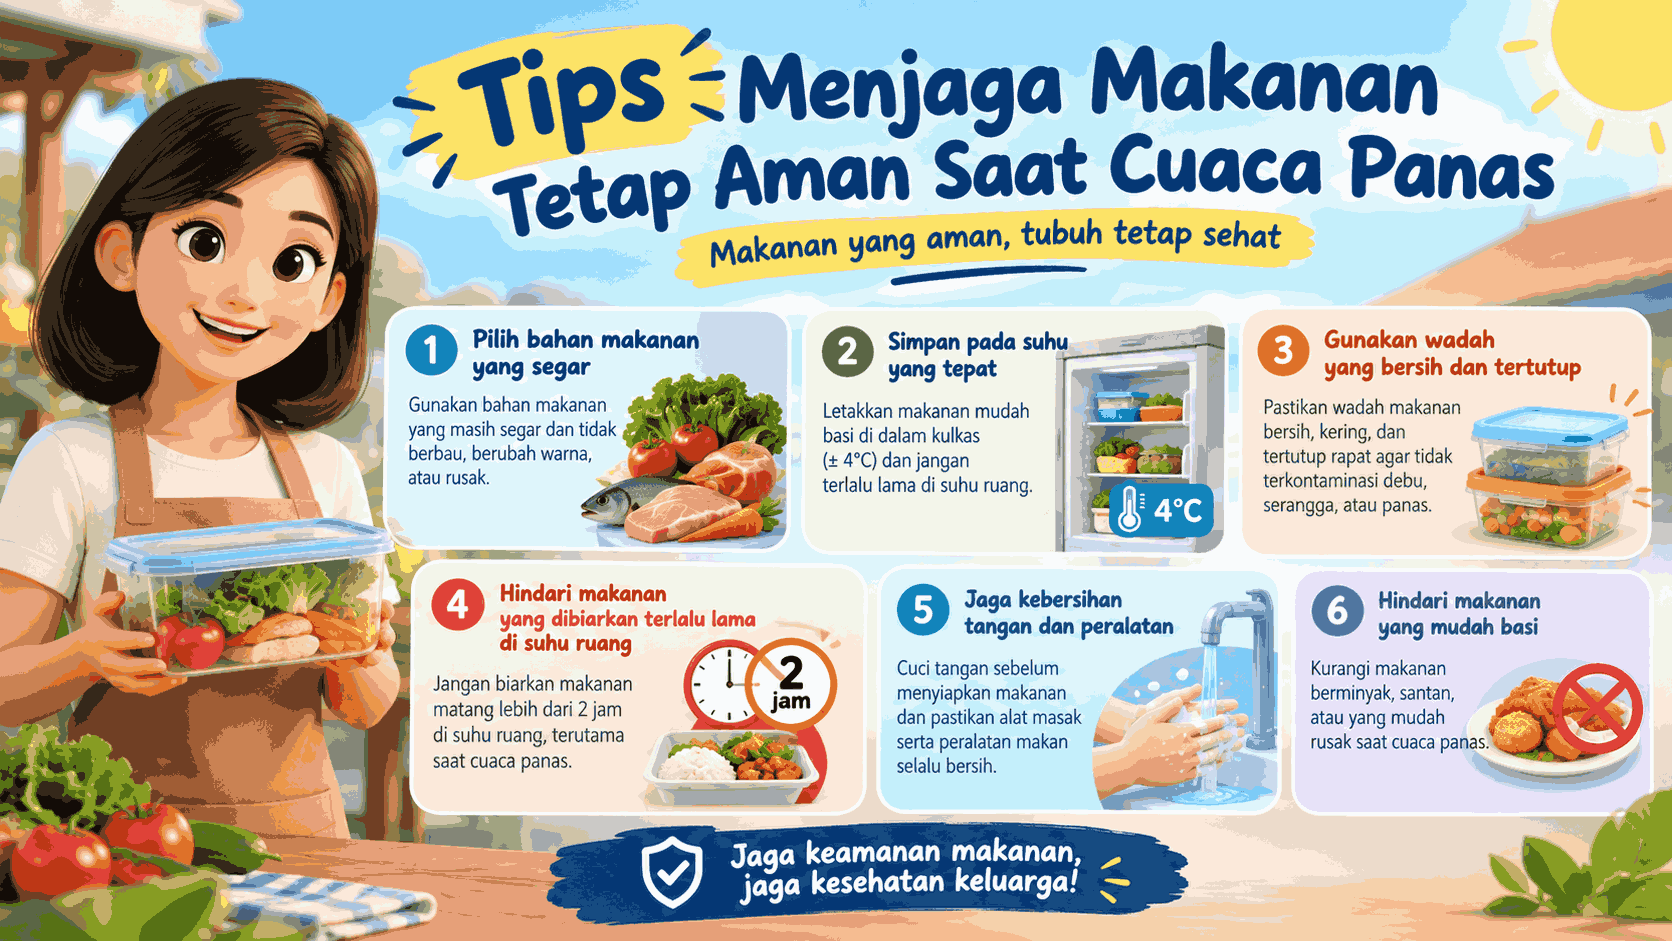 Tips Menjaga Makanan
Tetap Aman Saat Cuaca Panas
Makanan yang aman, tubuh tetap sehat
1
Pilih bahan makanan
yang segar
Gunakan bahan makanan
yang masih segar dan tidak
berbau, berubah warna,
atau rusak.
2
Simpan pada suhu
yang tepat
Letakkan makanan mudah
basi di dalam kulkas
(± 4°C) dan jangan
terlalu lama di suhu ruang.
4°C
3
Gunakan wadah
yang bersih dan tertutup
Pastikan wadah makanan
bersih, kering, dan
tertutup rapat agar tidak
terkontaminasi debu,
serangga, atau panas.
4
Hindari makanan
yang dibiarkan terlalu lama
di suhu ruang
Jangan biarkan makanan
matang lebih dari 2 jam
di suhu ruang, terutama
saat cuaca panas.
2
jam
5
Jaga kebersihan
tangan dan peralatan
Cuci tangan sebelum
menyiapkan makanan
dan pastikan alat masak
serta peralatan makan
selalu bersih.
6
Hindari makanan
yang mudah basi
Kurangi makanan
berminyak, santan,
atau yang mudah
rusak saat cuaca panas.
Jaga keamanan makanan,
jaga kesehatan keluarga!